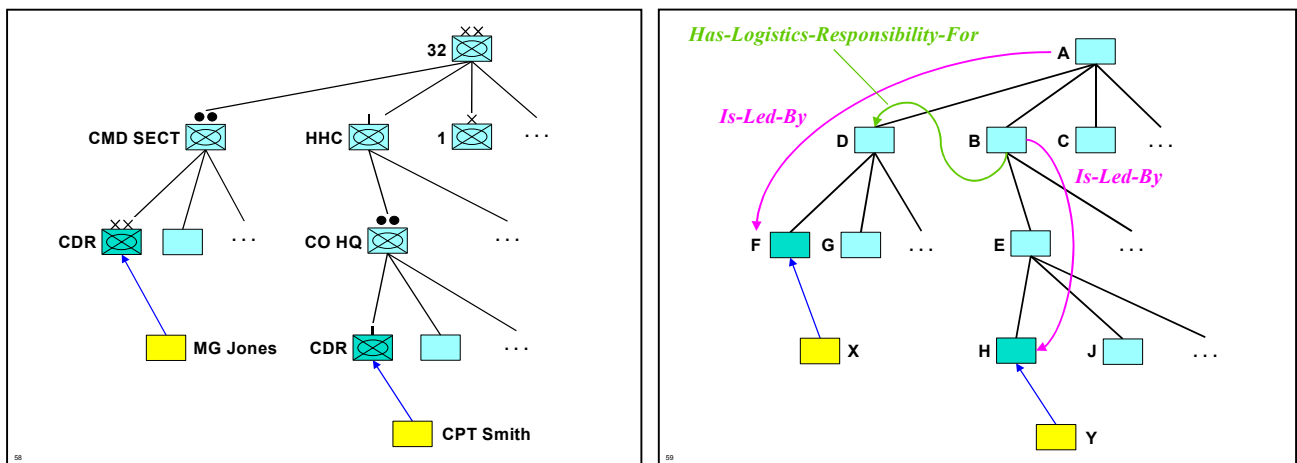 32
CMD SECT
HHC
1
. . .
CDR
. . .
CO HQ
. . .
MG Jones
CDR
. . .
CPT Smith
58
Has-Logistics-Responsibility-For
A
Is-Led-By
D
B
C
. . .
Is-Led-By
F
G
. . .
E
. . .
X
H
J
. . .
Y
59